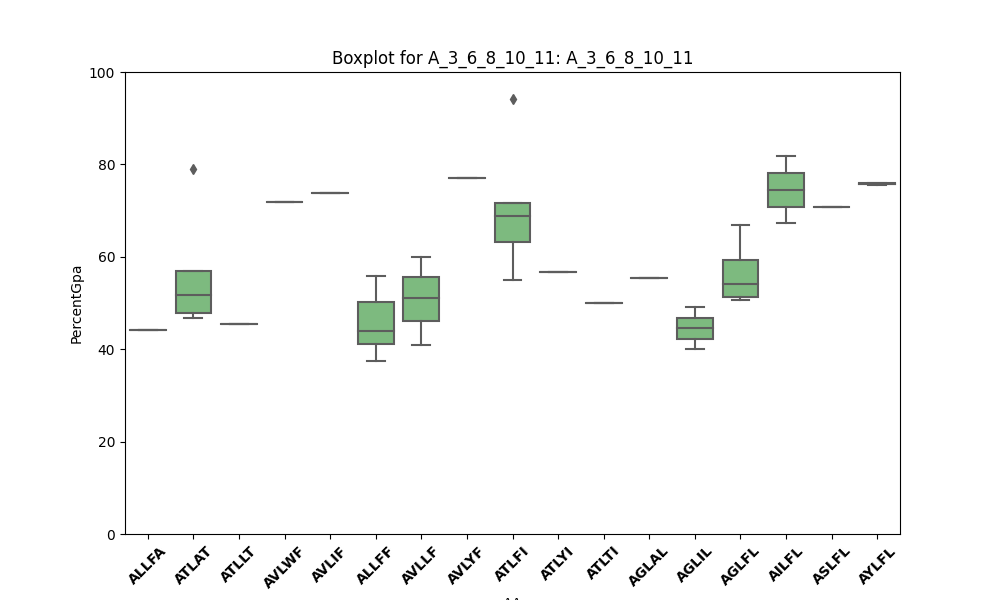 Boxplot for A_3_6_8_10_11: A_3_6_8_10_11
100
80
60
40
20
0
PercentGpa
ALLFA
ATLAT
ATLLT
AVLWF
AVLIF
ALLFF
AVLLF
AVLYF
ATLFI
ATLYI
ATLTI
AGLAL
AGLIL
AGLFL
AILFL
ASLFL
AYLFL